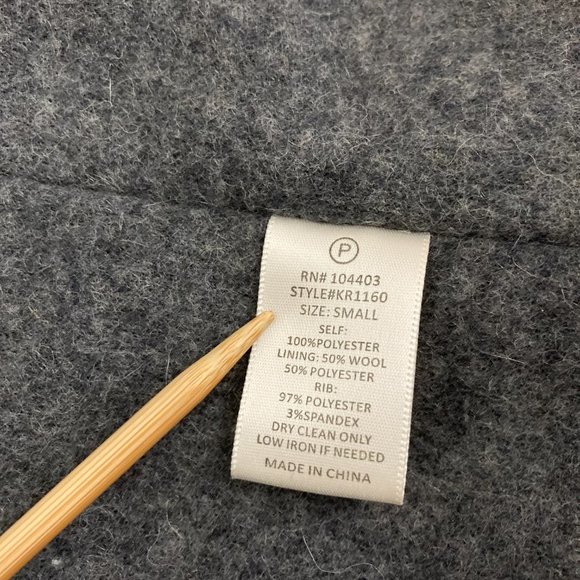 P
RN# 104403
STYLE#KR1160
SIZE: SMALL
SELF:
100%POLYESTER
LINING: 50% WOOL
50% POLYESTER
RIB:
97% POLYESTER
3%SPANDEX
DRY CLEAN ONLY
LOW IRON IF NEEDED
MADE IN CHINA